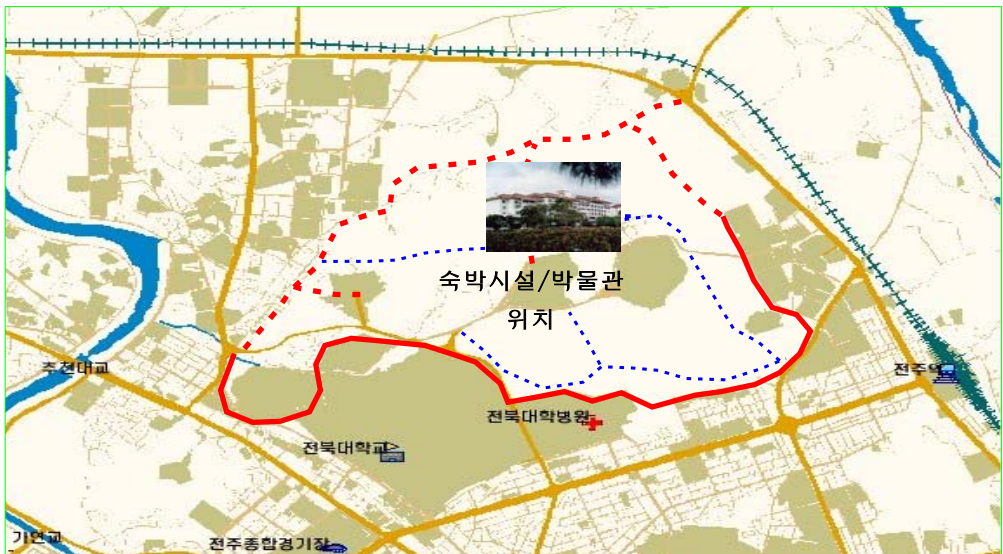 숙박시설/박물관
위치
추천대교
전주역
전북대학병원
전북대학교
가련교
전주종합경기장